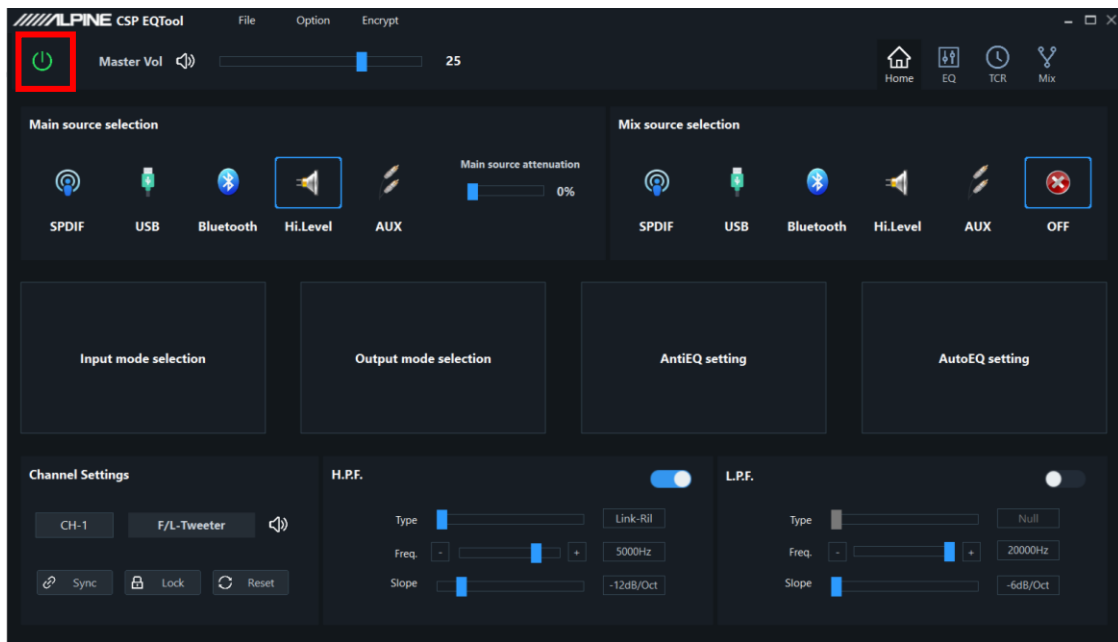 ALPINE CSP EQTool File Option Encrypt
Master Vol 25
Home EQ TCR Mix
Main source selection
Main source attenuation
0%
SPDIF USB Bluetooth Hi.Level AUX
Mix source selection
SPDIF USB Bluetooth Hi.Level AUX OFF
Input mode selection Output mode selection AntiEQ setting AutoEQ setting
Channel Settings
CH-1 F/L-Tweeter
Sync Lock Reset
H.P.F.
Type Link-Ril
Freq. - + 5000Hz
Slope -12dB/Oct
L.P.F.
Type Null
Freq. - + 20000Hz
Slope -6dB/Oct